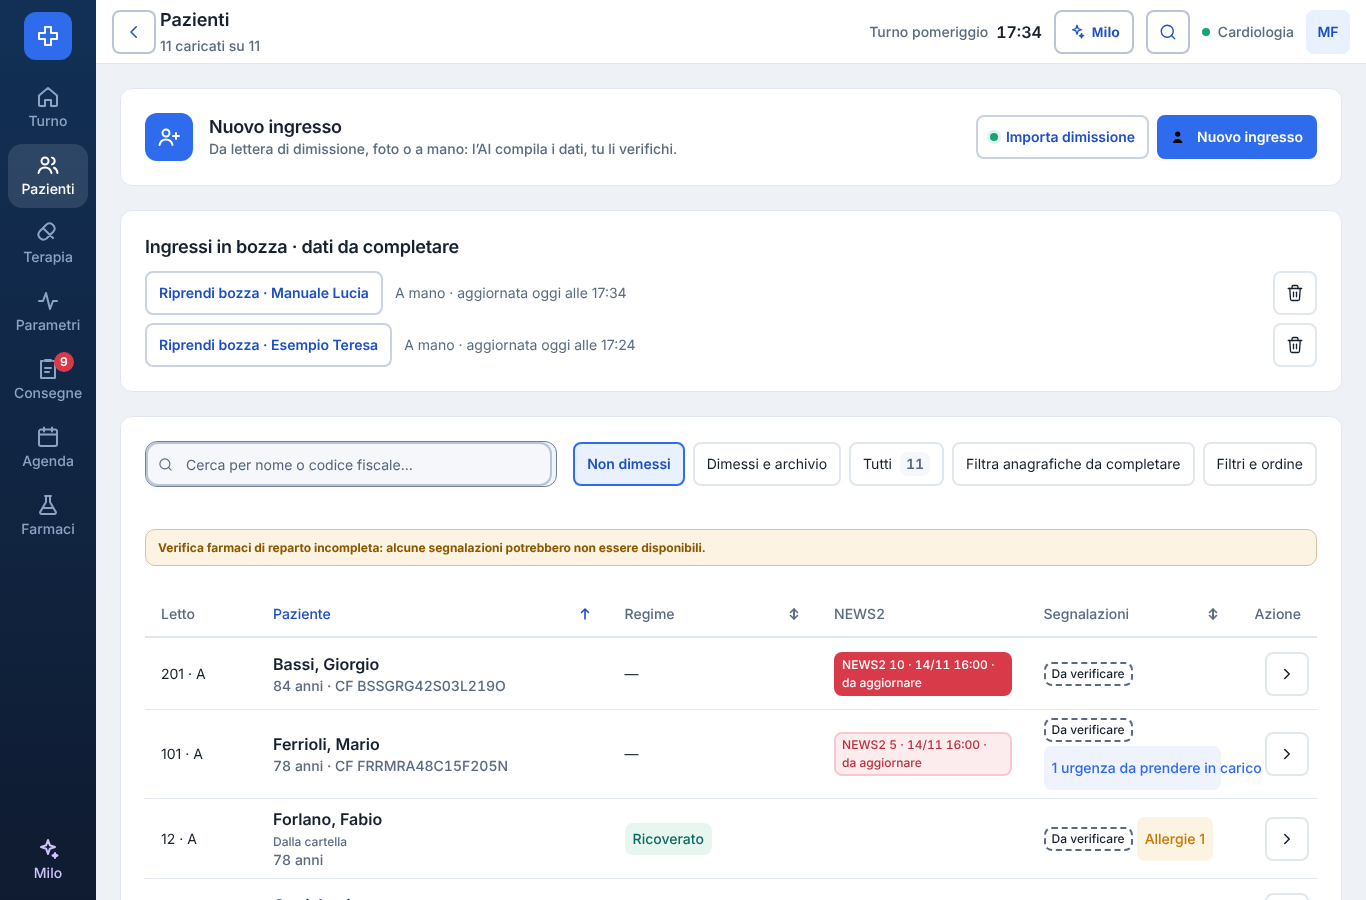 Pazienti
11 caricati su 11
Turno pomeriggio 17:34
Milo
Cardiologia
MF
Turno
Pazienti
Terapia
Parametri
9
Consegne
Agenda
Farmaci
Milo
Nuovo ingresso
Da lettera di dimissione, foto o a mano: l'AI compila i dati, tu li verifichi.
Importa dimissione
Nuovo ingresso
Ingressi in bozza · dati da completare
Riprendi bozza · Manuale Lucia
A mano · aggiornata oggi alle 17:34
Riprendi bozza · Esempio Teresa
A mano · aggiornata oggi alle 17:24
Cerca per nome o codice fiscale...
Non dimessi
Dimessi e archivio
Tutti 11
Filtra anagrafiche da completare
Filtri e ordine
Verifica farmaci di reparto incompleta: alcune segnalazioni potrebbero non essere disponibili.
Letto
Paziente
Regime
NEWS2
Segnalazioni
Azione
201 · A
Bassi, Giorgio
84 anni · CF BSSGRG42S03L219O
—
NEWS2 10 · 14/11 16:00 ·
da aggiornare
Da verificare
101 · A
Ferrioli, Mario
78 anni · CF FRRMRA48C15F205N
—
NEWS2 5 · 14/11 16:00 ·
da aggiornare
Da verificare
1 urgenza da prendere in carico
12 · A
Forlano, Fabio
Dalla cartella
78 anni
Ricoverato
Da verificare
Allergie 1